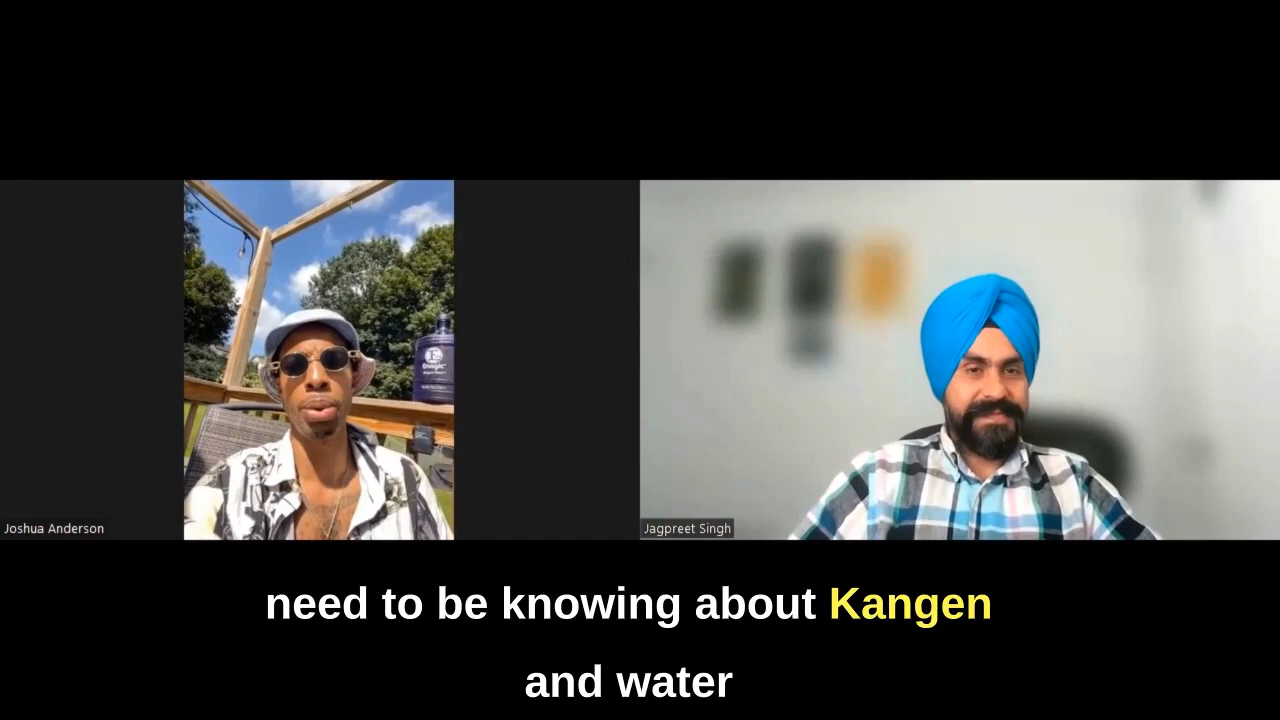 Enagic
Joshua Anderson
Jagpreet Singh
need to be knowing about Kangen
and water